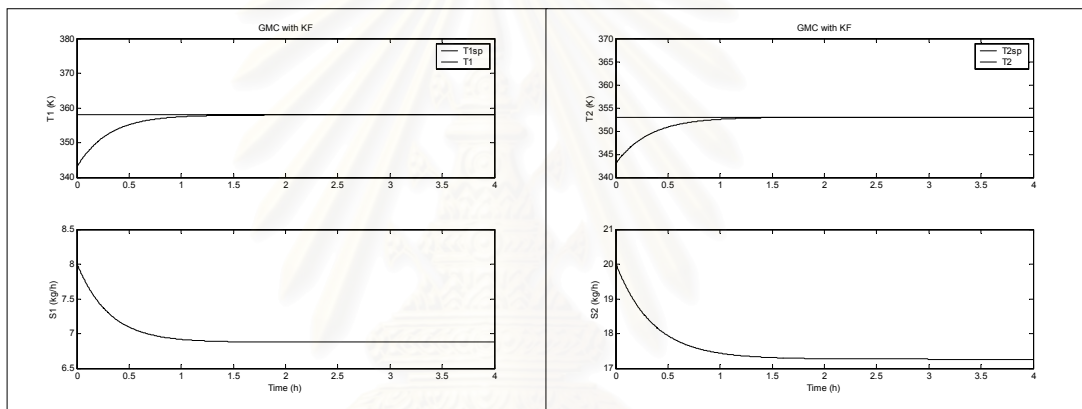 GMC with KF
380
370
360
350
340
T1 (K)
T1sp
T1
0 0.5 1 1.5 2 2.5 3 3.5 4
8.5
8
7.5
7
6.5
S1 (kg/h)
0 0.5 1 1.5 2 2.5 3 3.5 4
Time (h)
GMC with KF
370
365
360
355
350
345
340
T2 (K)
T2sp
T2
0 0.5 1 1.5 2 2.5 3 3.5 4
21
20
19
18
17
S2 (kg/h)
0 0.5 1 1.5 2 2.5 3 3.5 4
Time (h)